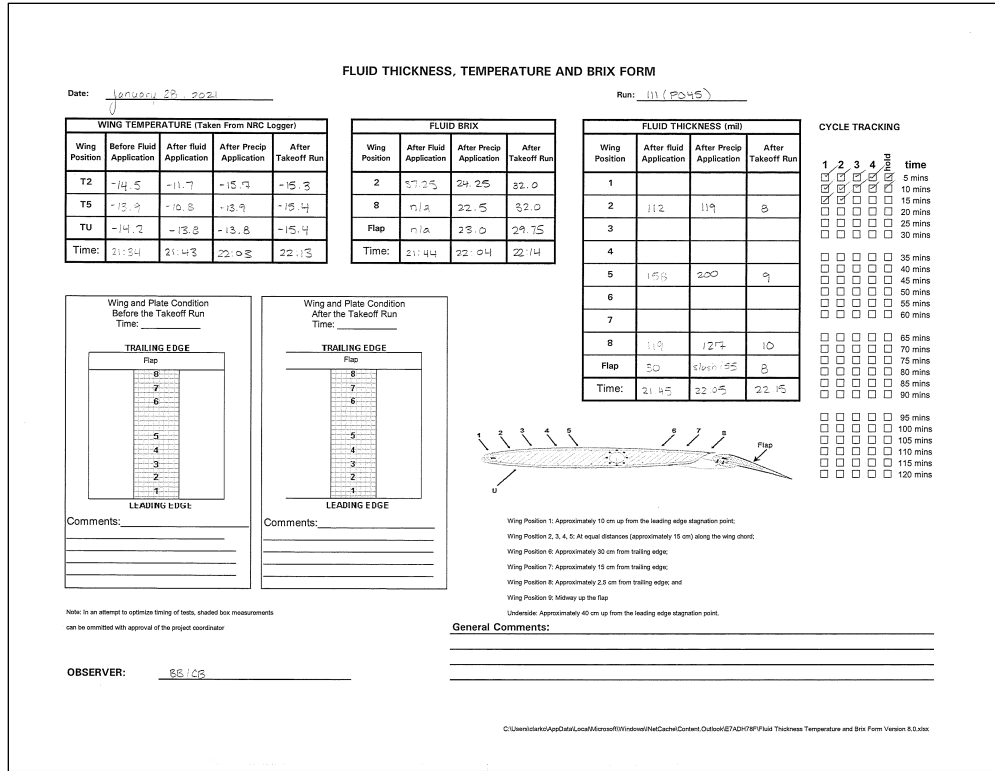 FLUID THICKNESS, TEMPERATURE AND BRIX FORM
Date: January 28, 2021
Run: 111 (P045)
WING TEMPERATURE (Taken From NRC Logger)
Wing Position Before Fluid Application After fluid Application After Precip Application After Takeoff Run
T2 -14.5 -11.7 -15.7 -15.3
T5 -13.9 -10.8 -13.9 -15.4
TU -14.2 -13.8 -13.8 -15.4
Time: 21:34 21:43 22:03 22:13
FLUID BRIX
Wing Position After Fluid Application After Precip Application After Takeoff Run
2 37.25 24.25 32.0
8 n/a 22.5 32.0
Flap n/a 23.0 29.75
Time: 21:44 22:04 22:14
FLUID THICKNESS (mil)
Wing Position After fluid Application After Precip Application After Takeoff Run
1
2 112 119 8
3
4
5 158 200 9
6
7
8 119 127 10
Flap 30 slush 55 8
Time: 21:45 22:05 22:15
CYCLE TRACKING
1 2 3 4 hold time
5 mins
10 mins
15 mins
20 mins
25 mins
30 mins
35 mins
40 mins
45 mins
50 mins
55 mins
60 mins
65 mins
70 mins
75 mins
80 mins
85 mins
90 mins
95 mins
100 mins
105 mins
110 mins
115 mins
120 mins
Wing and Plate Condition
Before the Takeoff Run
Time:
TRAILING EDGE
Flap
8
7
6
5
4
3
2
1
LEADING EDGE
Comments:
Wing and Plate Condition
After the Takeoff Run
Time:
TRAILING EDGE
Flap
8
7
6
5
4
3
2
1
LEADING EDGE
Comments:
1 2 3 4 5 6 7 8 Flap
U
Wing Position 1: Approximately 10 cm up from the leading edge stagnation point;
Wing Position 2, 3, 4, 5: At equal distances (approximately 15 cm) along the wing chord;
Wing Position 6: Approximately 30 cm from trailing edge;
Wing Position 7: Approximately 15 cm from trailing edge;
Wing Position 8: Approximately 2.5 cm from trailing edge; and
Wing Position 9: Midway up the flap
Underside: Approximately 40 cm up from the leading edge stagnation point.
Note: In an attempt to optimize timing of tests, shaded box measurements
can be ommitted with approval of the project coordinator
General Comments:
OBSERVER: BB / CB
C:\Users\clarko\AppData\Local\Microsoft\Windows\INetCache\Content.Outlook\E7ADH78F\Fluid Thickness Temperature and Brix Form Version 8.0.xlsx